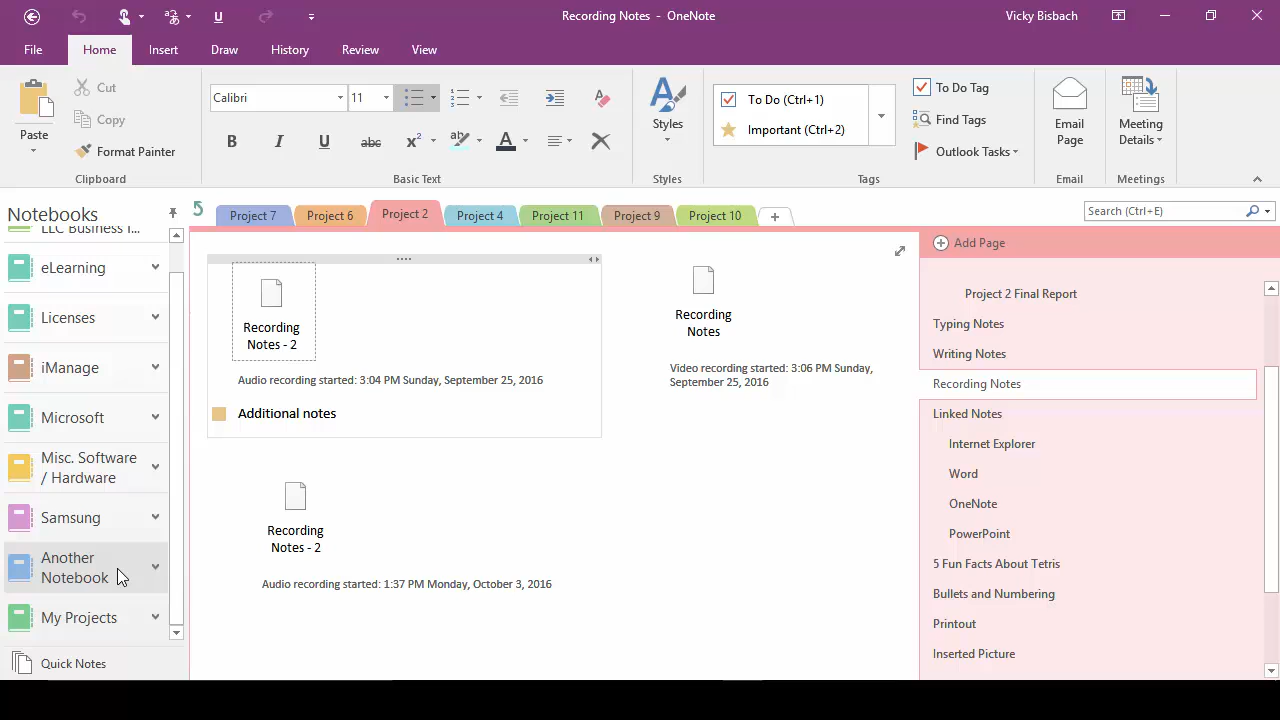 Recording Notes - OneNote
Vicky Bisbach
File Home Insert Draw History Review View
Paste
Cut
Copy
Format Painter
Clipboard
Calibri 11
B I U abc x² A
Basic Text
Styles
Styles
To Do (Ctrl+1)
Important (Ctrl+2)
To Do Tag
Find Tags
Outlook Tasks
Tags
Email
Page
Email
Meeting
Details
Meetings
Notebooks
LLC Business I...
eLearning
Licenses
iManage
Microsoft
Misc. Software
/ Hardware
Samsung
Another
Notebook
My Projects
Quick Notes
Project 7 Project 6 Project 2 Project 4 Project 11 Project 9 Project 10 +
Search (Ctrl+E)
Recording
Notes - 2
Audio recording started: 3:04 PM Sunday, September 25, 2016
Additional notes
Recording
Notes
Video recording started: 3:06 PM Sunday,
September 25, 2016
Recording
Notes - 2
Audio recording started: 1:37 PM Monday, October 3, 2016
Add Page
Project 2 Final Report
Typing Notes
Writing Notes
Recording Notes
Linked Notes
Internet Explorer
Word
OneNote
PowerPoint
5 Fun Facts About Tetris
Bullets and Numbering
Printout
Inserted Picture